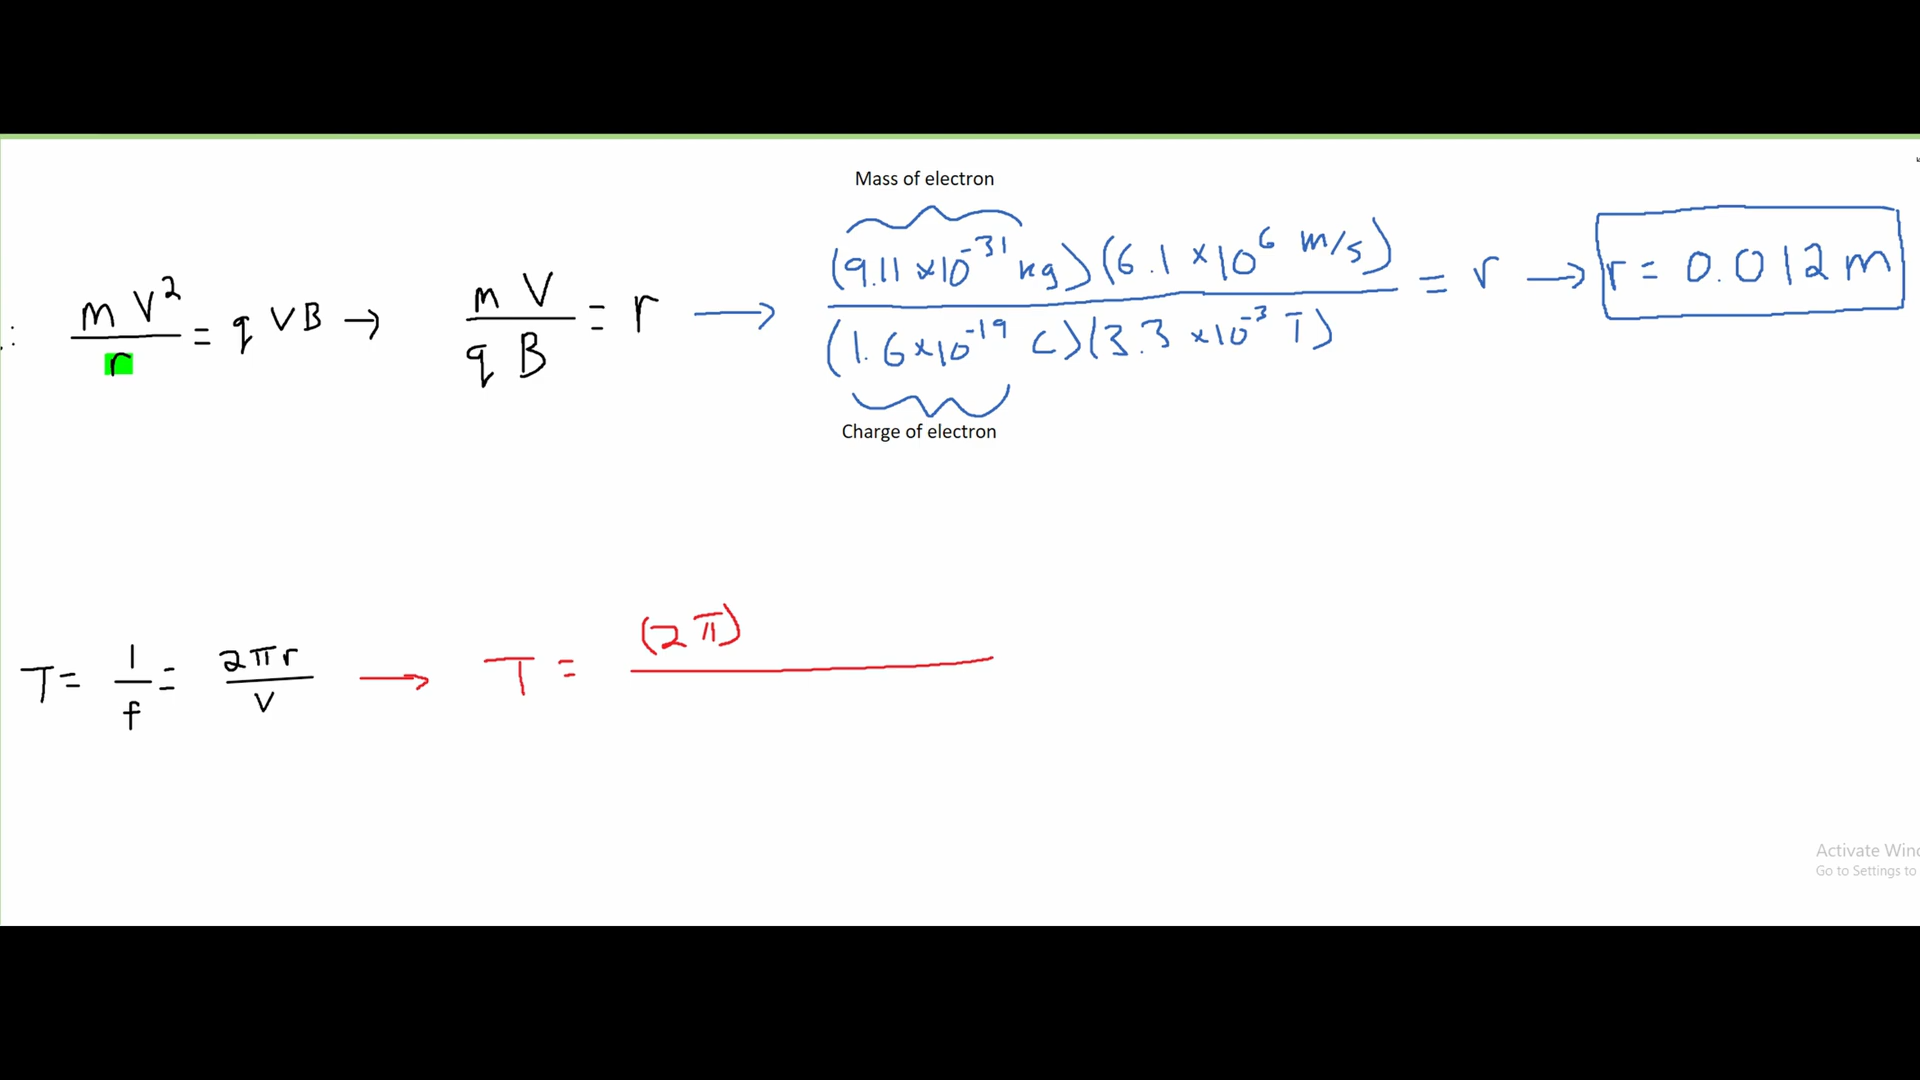 Mass of electron
∴ mv²/r = qvB → mv/qB = r → (9.11×10⁻³¹ kg)(6.1×10⁶ m/s)/(1.6×10⁻¹⁹ C)(3.3×10⁻³ T) = r → r = 0.012 m
Charge of electron
T = 1/f = 2πr/v → T = (2π)
Activate Win
Go to Settings to